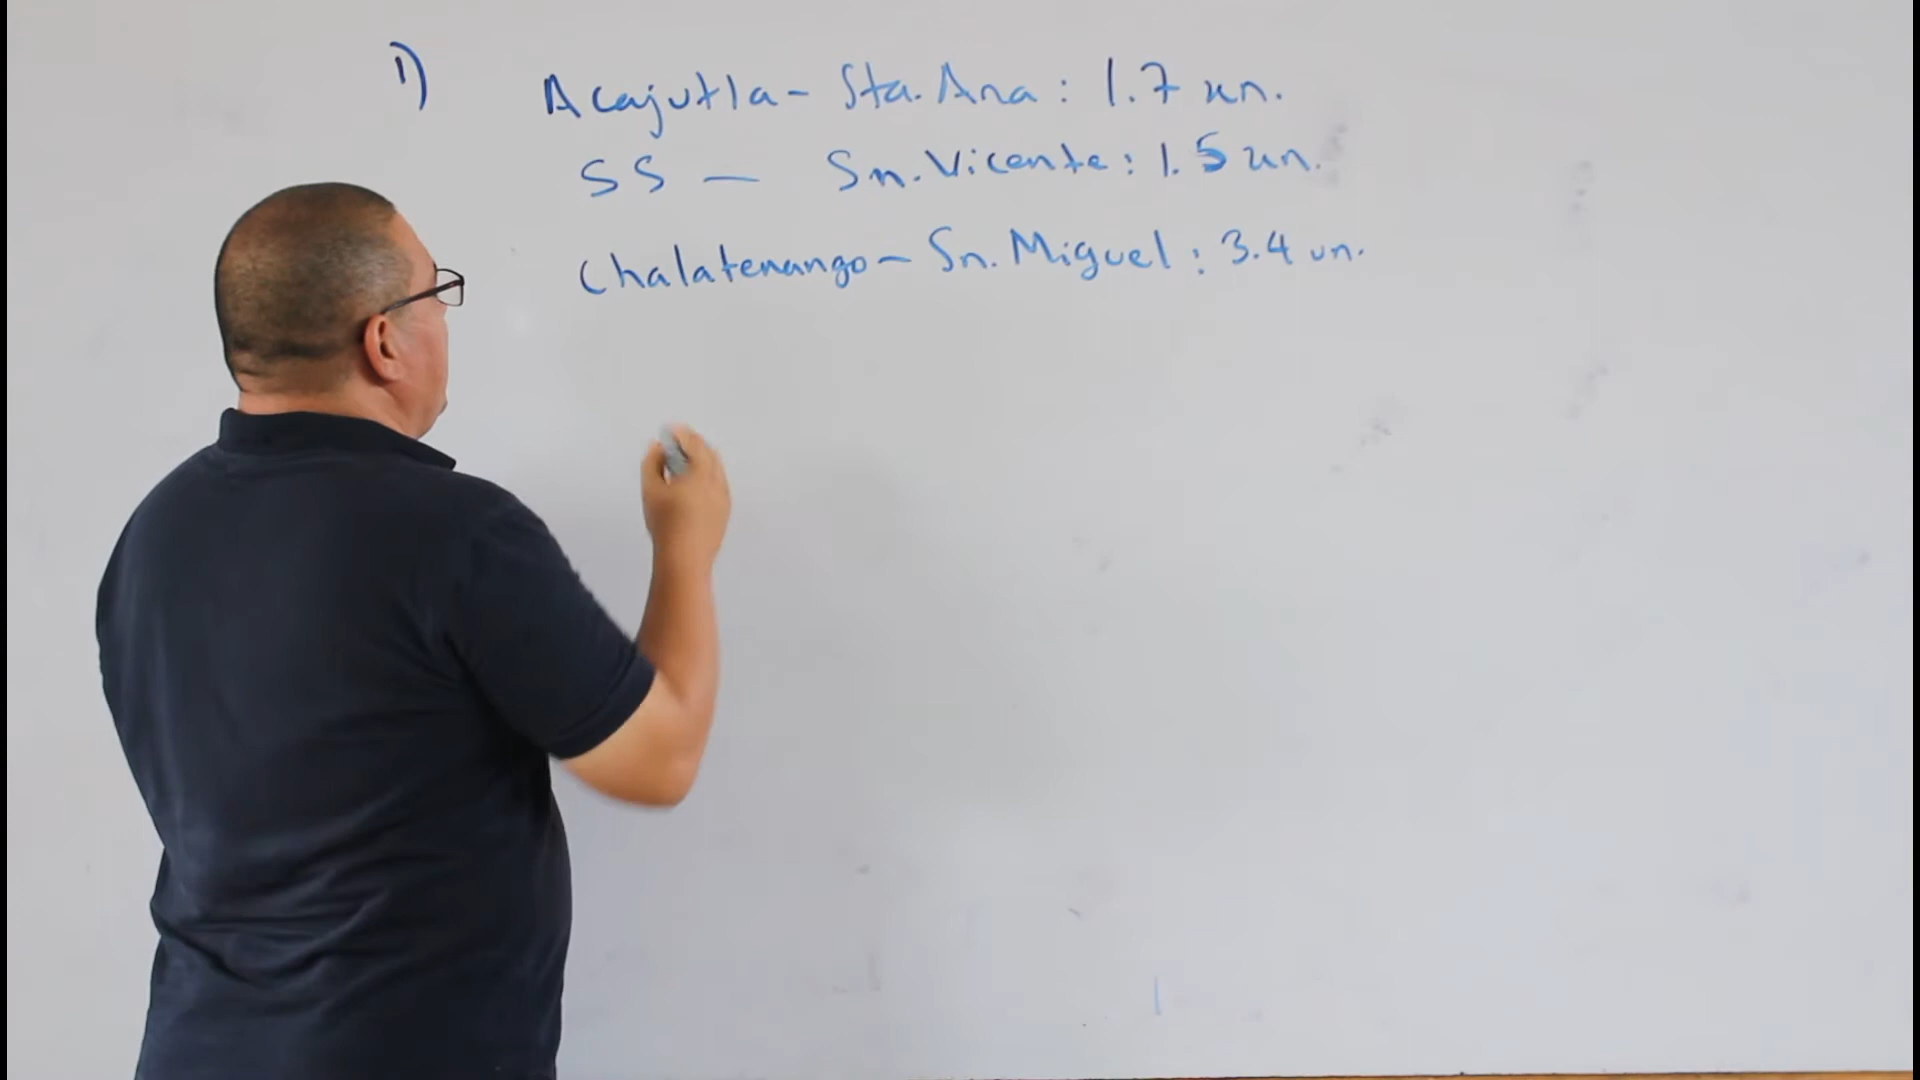 1)
Acajutla - Sta. Ana : 1.7 un.
SS — Sn. Vicente : 1.5 un.
Chalatenango - Sn. Miguel : 3.4 un.